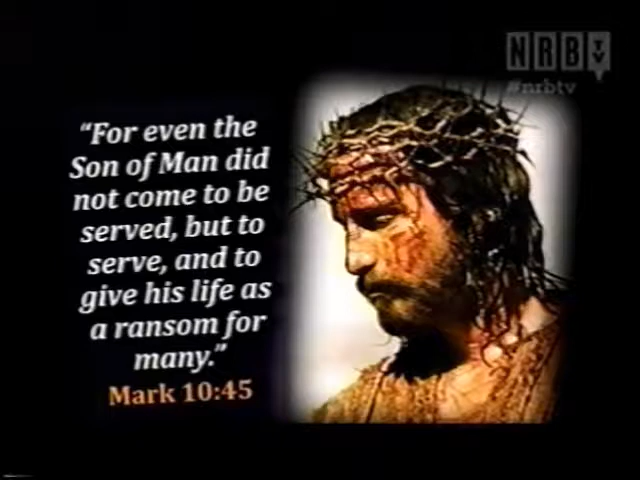 NRB TV
#nrbtv
“For even the
Son of Man did
not come to be
served, but to
serve, and to
give his life as
a ransom for
many.”
Mark 10:45